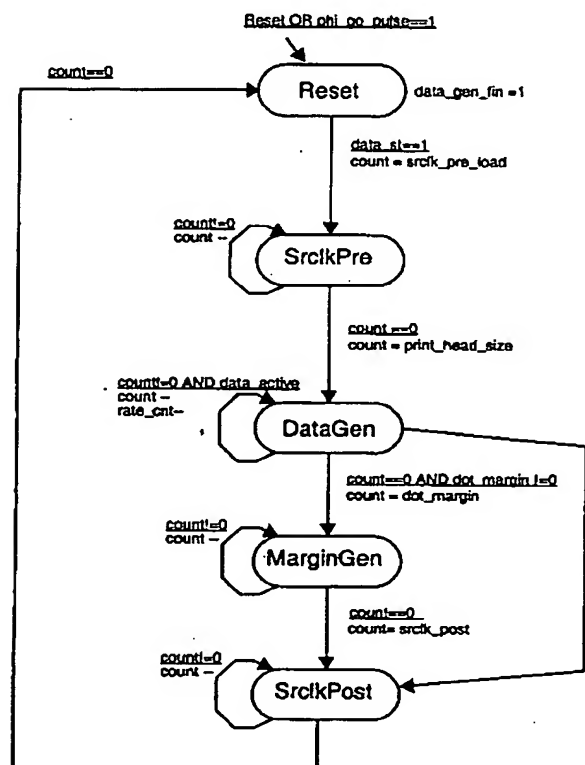 Reset OR phi_go_pulse==1
count==0
Reset
data_gen_fin =1
data_st==1
count = srclk_pre_load
count!=0
count --
SrclkPre
count ==0
count = print_head_size
count!=0 AND data_active
count --
rate_cnt--
DataGen
count==0 AND dot_margin !=0
count = dot_margin
count!=0
count --
MarginGen
count==0
count= srclk_post
count!=0
count --
SrclkPost